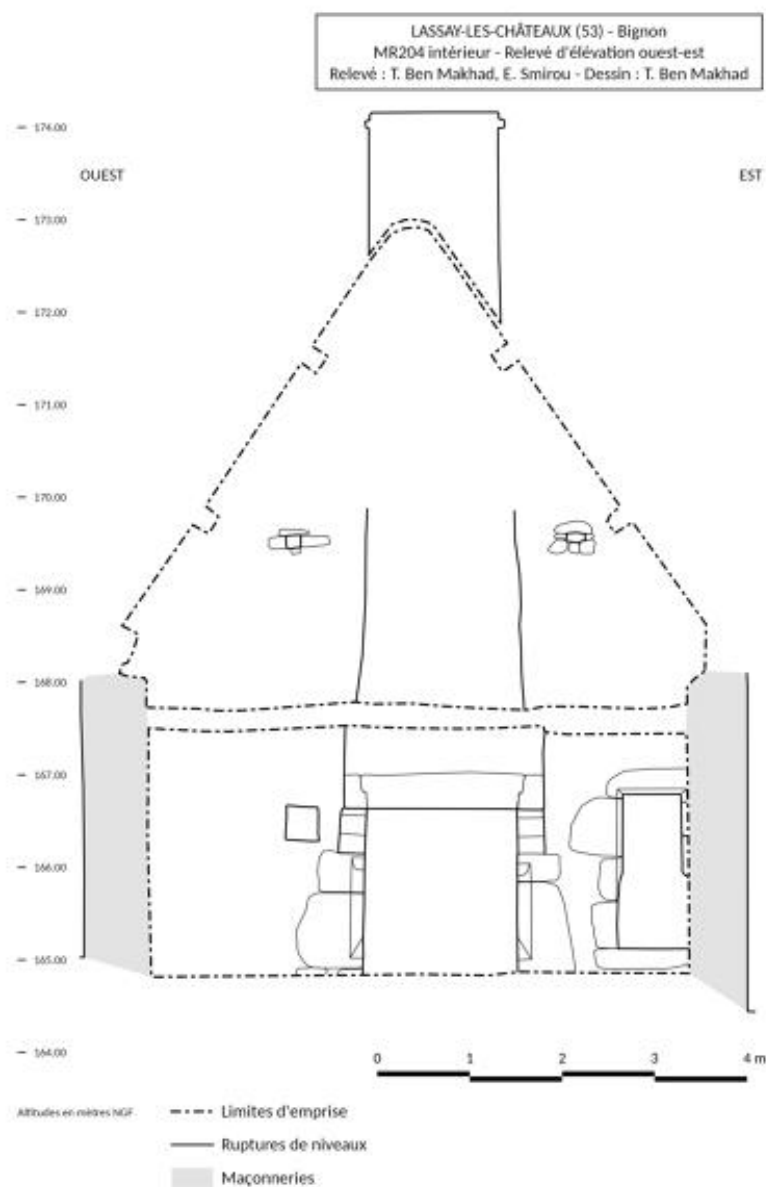 LASSAY-LES-CHÂTEAUX (53) - Bignon
MR204 intérieur - Relevé d'élévation ouest-est
Relevé : T. Ben Makhad, E. Smirou - Dessin : T. Ben Makhad
174.00
OUEST
EST
173.00
172.00
171.00
170.00
169.00
168.00
167.00
166.00
165.00
164.00
0 1 2 3 4 m
Altitudes en mètres NGF
Limites d'emprise
Ruptures de niveaux
Maçonneries